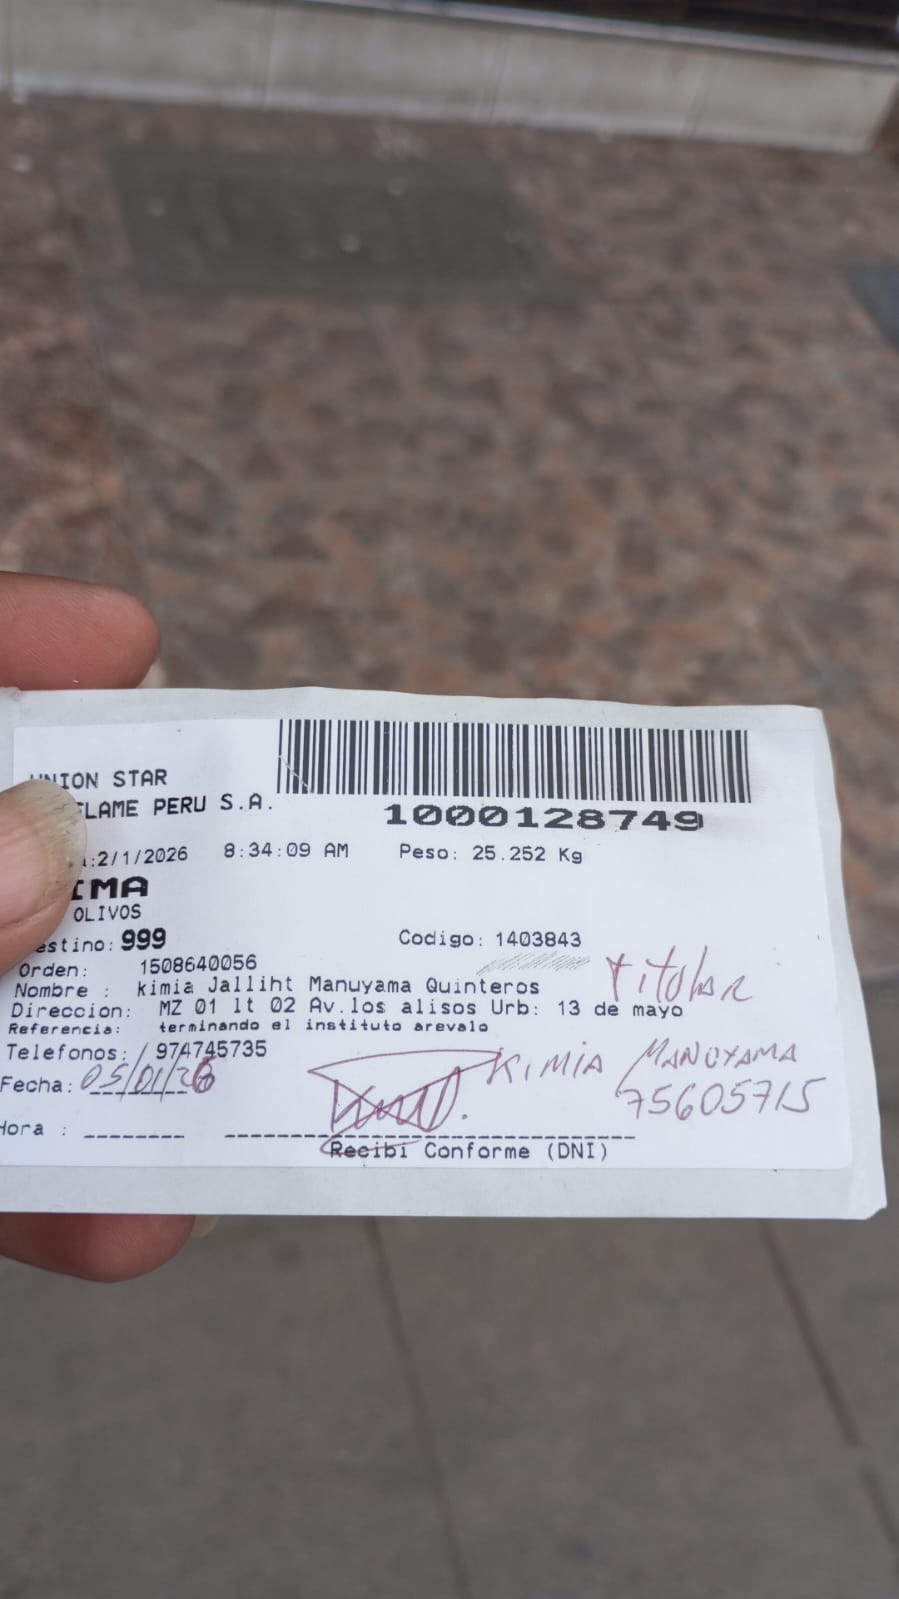 UNION STAR
FLAME PERU S.A.
1000128749
:2/1/2026 8:34:09 AM Peso: 25.252 Kg
IMA
OLIVOS
estino: 999 Codigo: 1403843
Orden: 1508640056
Titular
Nombre : kimia Jalliht Manuyama Quinteros
Direccion: MZ 01 lt 02 Av.los alisos Urb: 13 de mayo
Referencia: terminando el instituto arevalo
Telefonos: 974745735
KIMIA MANUYAMA
Fecha: 05/01/26
75605715
Hora :
Recibi Conforme (DNI)